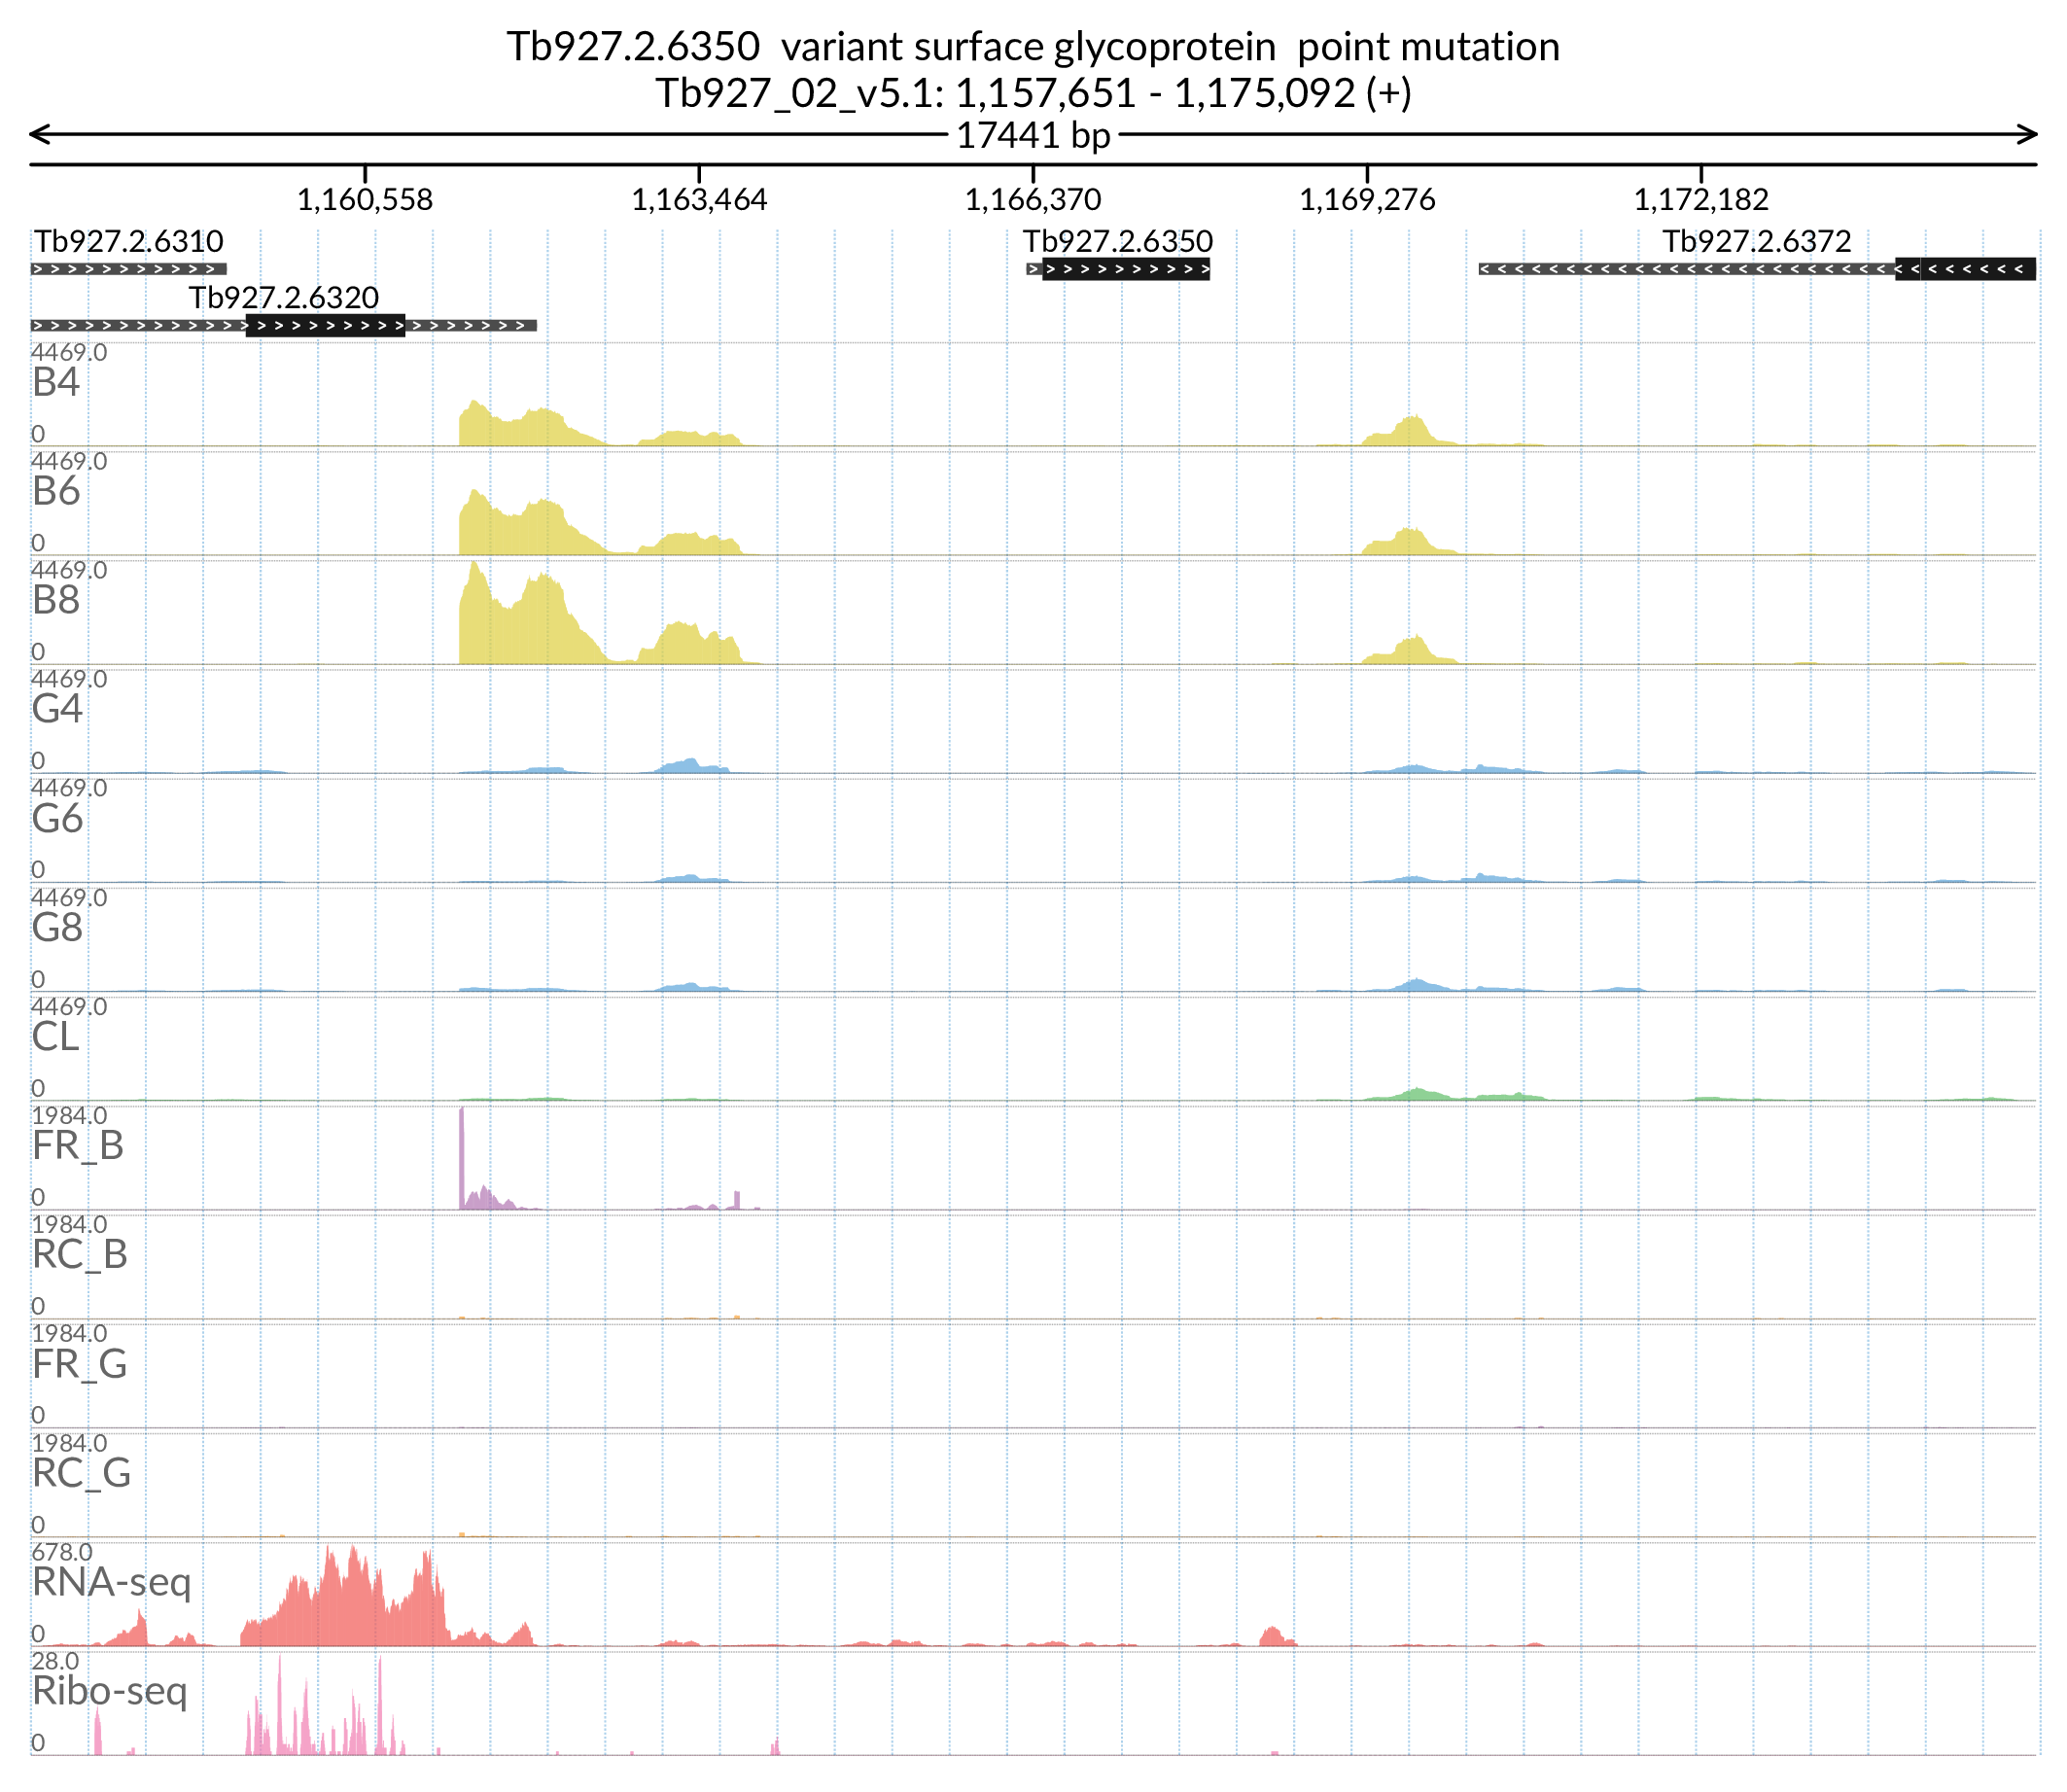 Tb927.2.6350 variant surface glycoprotein point mutation
Tb927_02_v5.1: 1,157,651 - 1,175,092 (+)
17441 bp
1,160,558 1,163,464 1,166,370 1,169,276 1,172,182
Tb927.2.6310 Tb927.2.6350 Tb927.2.6372
Tb927.2.6320
4469.0
B4
0
4469.0
B6
0
4469.0
B8
0
4469.0
G4
0
4469.0
G6
0
4469.0
G8
0
4469.0
CL
0
1984.0
FR_B
0
1984.0
RC_B
0
1984.0
FR_G
0
1984.0
RC_G
0
678.0
RNA-seq
0
28.0
Ribo-seq
0